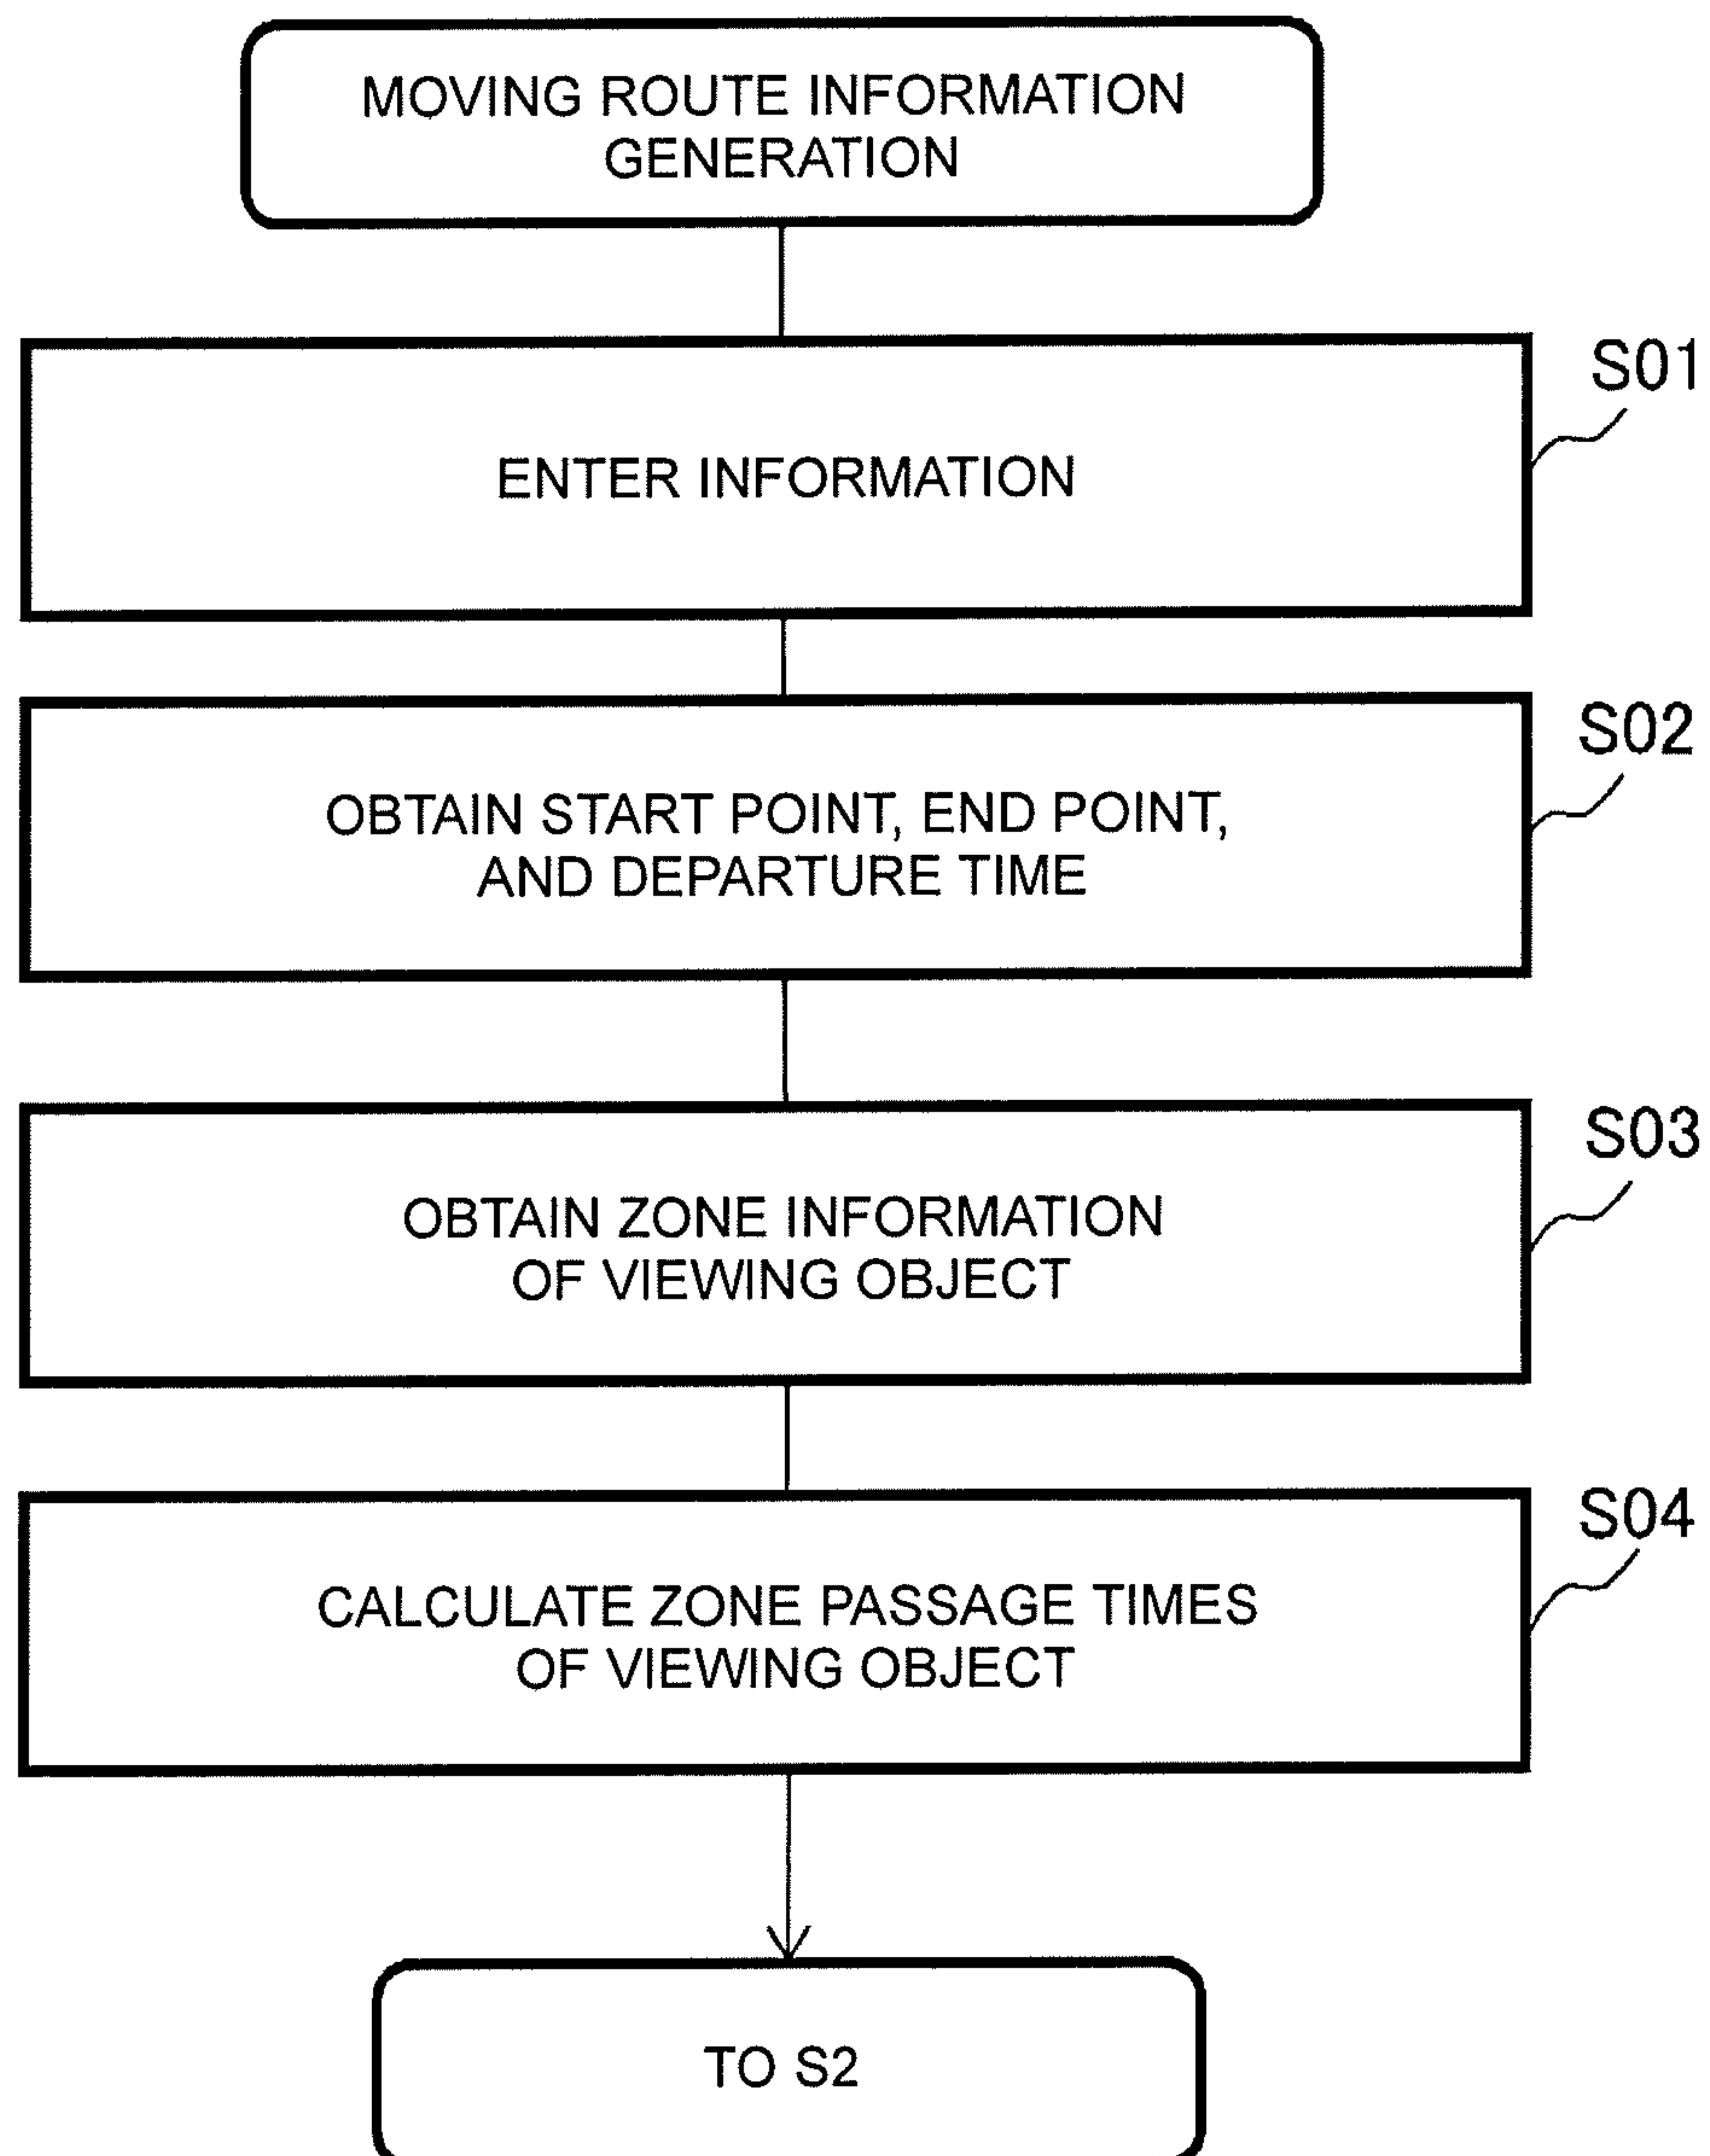 MOVING ROUTE INFORMATION
GENERATION
S01
ENTER INFORMATION
S02
OBTAIN START POINT, END POINT,
AND DEPARTURE TIME
S03
OBTAIN ZONE INFORMATION
OF VIEWING OBJECT
S04
CALCULATE ZONE PASSAGE TIMES
OF VIEWING OBJECT
TO S2